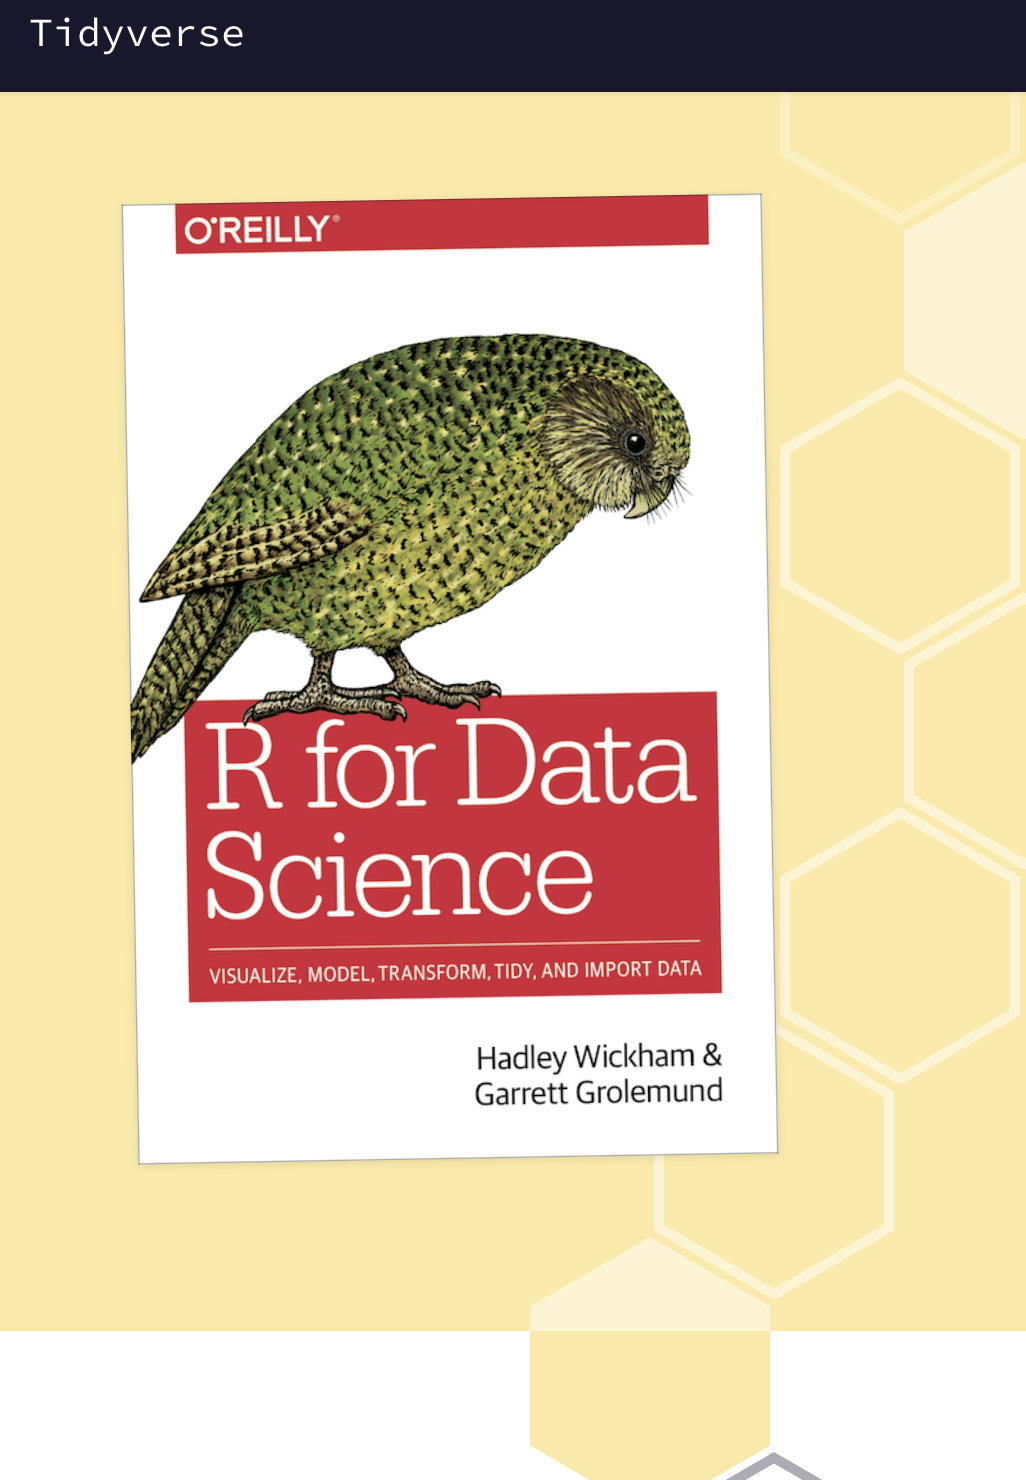 Tidyverse
O'REILLY®
R for Data
Science
VISUALIZE, MODEL, TRANSFORM, TIDY, AND IMPORT DATA
Hadley Wickham &
Garrett Grolemund